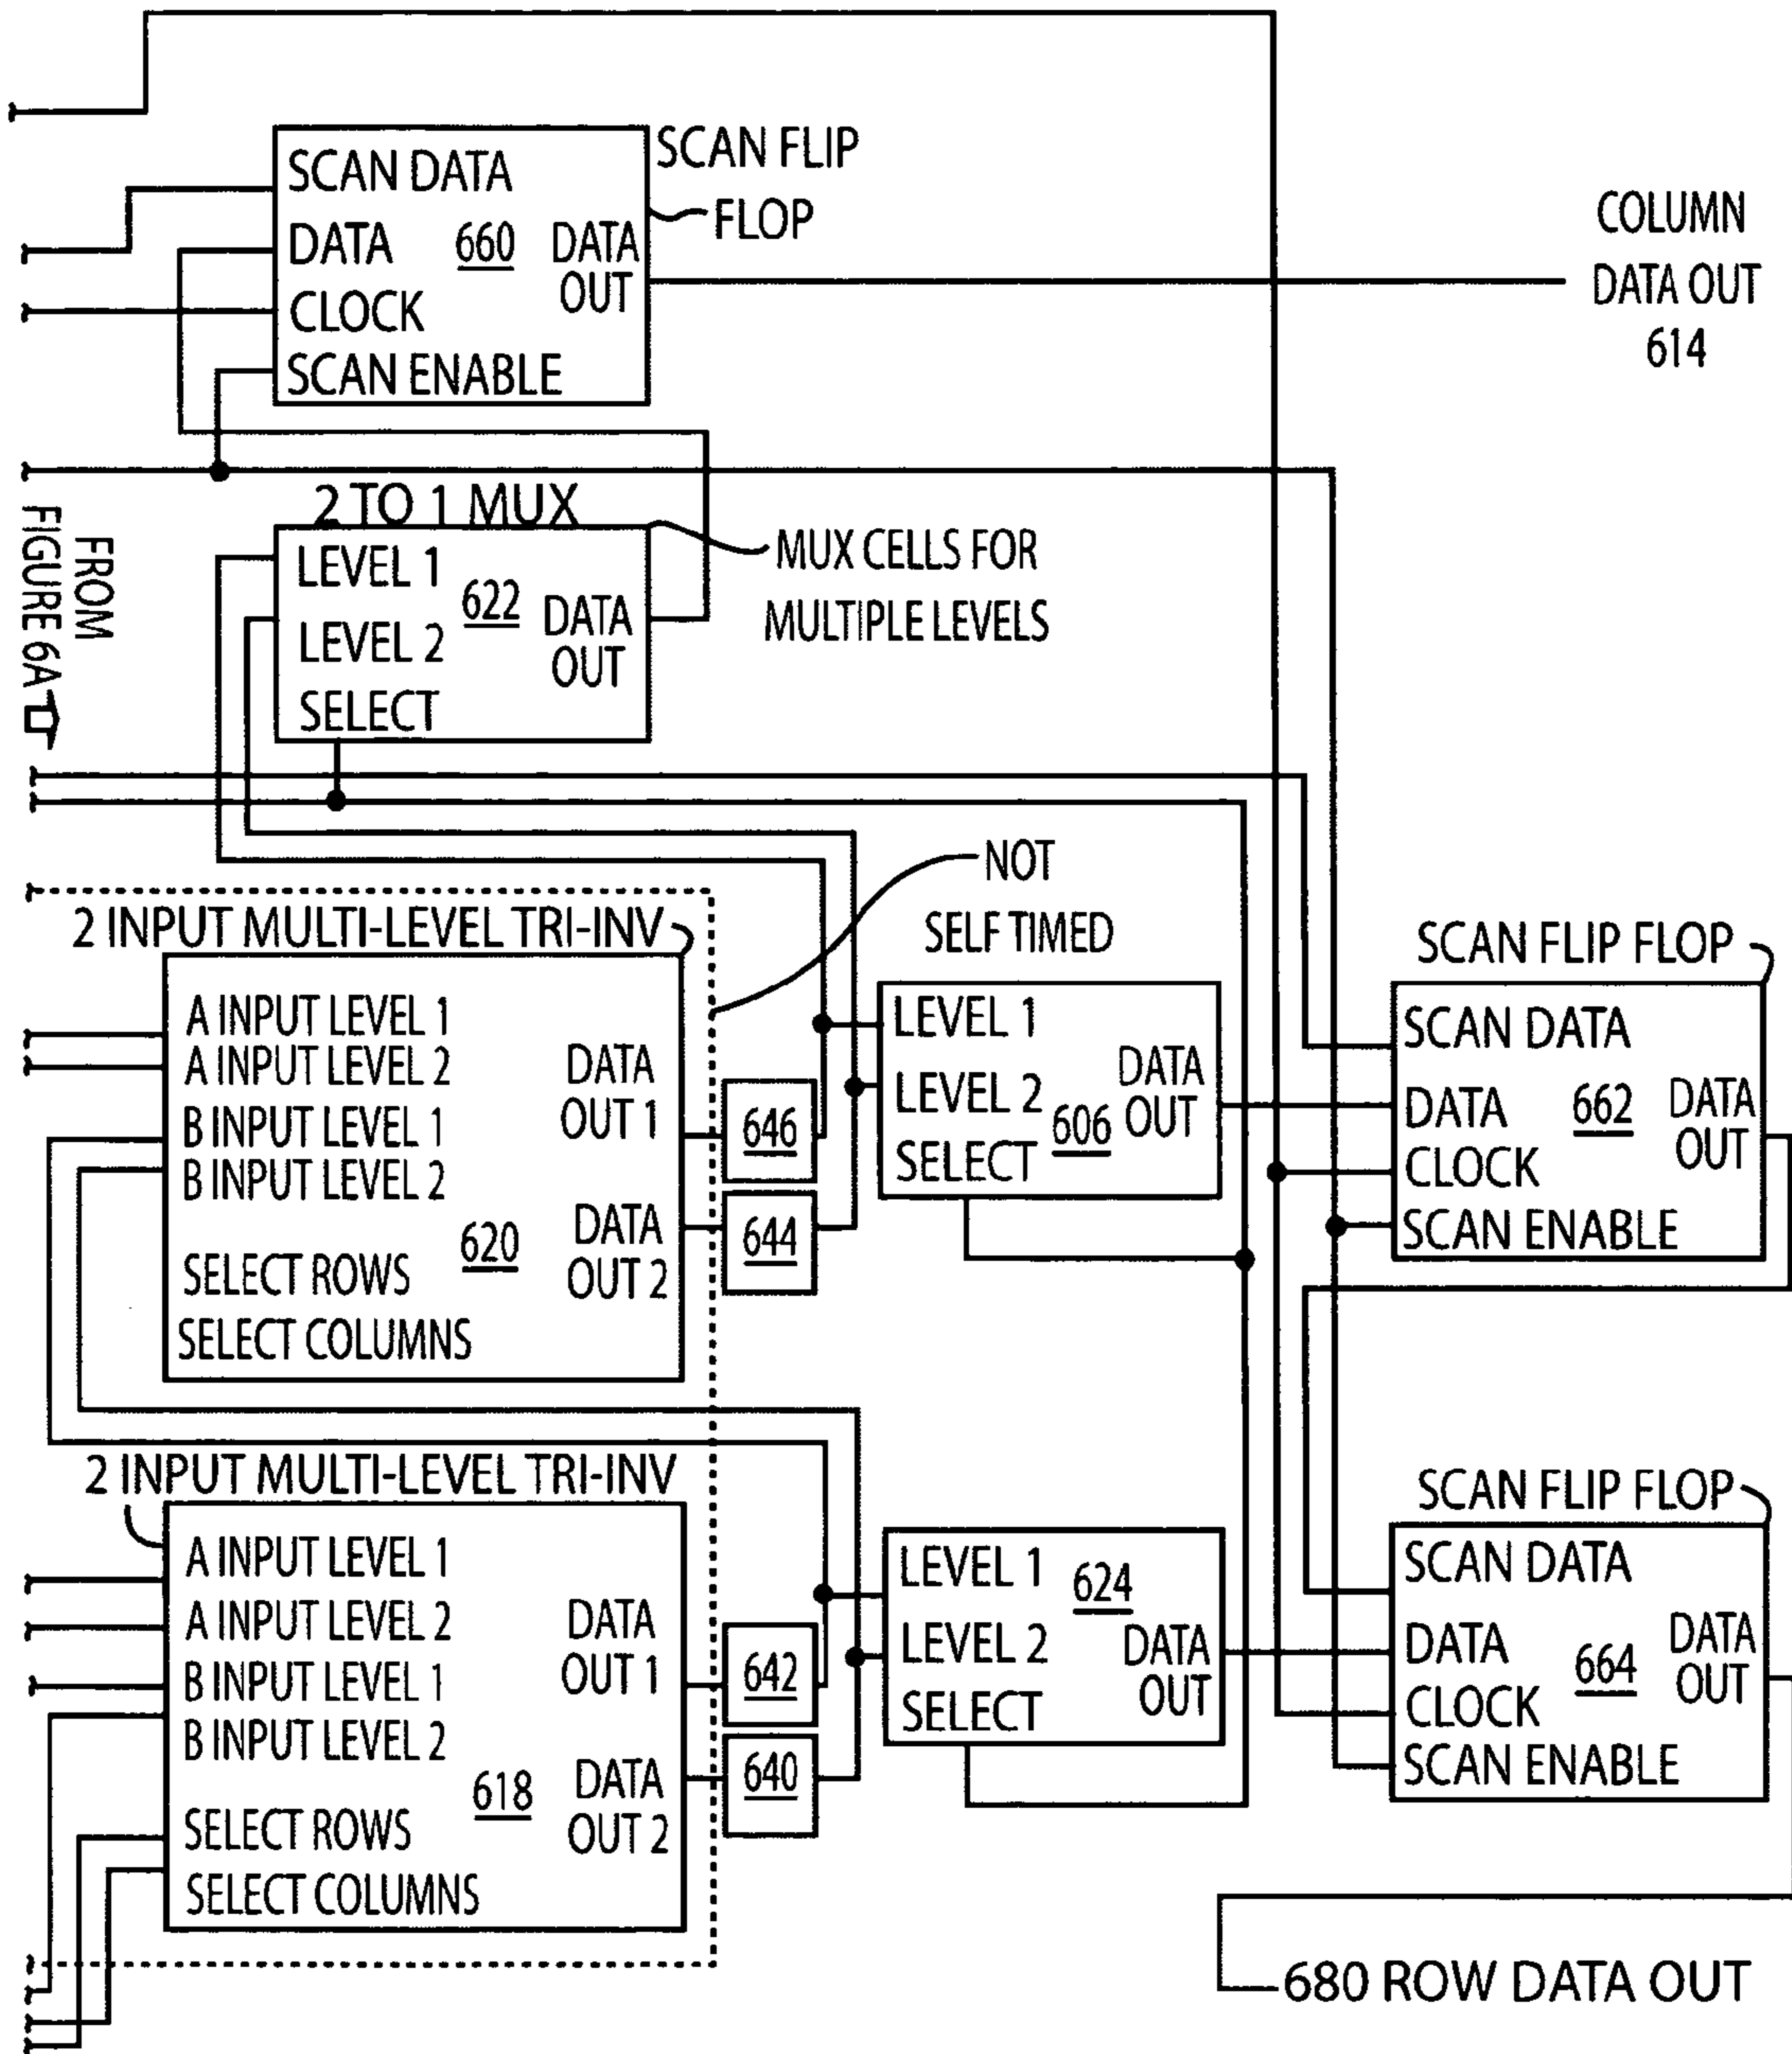 SCAN DATA
DATA
CLOCK
SCAN ENABLE
660
DATA
OUT
SCAN FLIP
FLOP
COLUMN
DATA OUT
614
FROM
FIGURE 6A
2 TO 1 MUX
LEVEL 1
LEVEL 2
SELECT
622
DATA
OUT
MUX CELLS FOR
MULTIPLE LEVELS
NOT
SELF TIMED
2 INPUT MULTI-LEVEL TRI-INV
A INPUT LEVEL 1
A INPUT LEVEL 2
B INPUT LEVEL 1
B INPUT LEVEL 2
SELECT ROWS
SELECT COLUMNS
620
DATA
OUT 1
DATA
OUT 2
646
644
LEVEL 1
LEVEL 2
SELECT
606
DATA
OUT
SCAN FLIP FLOP
SCAN DATA
DATA
CLOCK
SCAN ENABLE
662
DATA
OUT
2 INPUT MULTI-LEVEL TRI-INV
A INPUT LEVEL 1
A INPUT LEVEL 2
B INPUT LEVEL 1
B INPUT LEVEL 2
SELECT ROWS
SELECT COLUMNS
618
DATA
OUT 1
DATA
OUT 2
642
640
LEVEL 1
LEVEL 2
SELECT
624
DATA
OUT
SCAN FLIP FLOP
SCAN DATA
DATA
CLOCK
SCAN ENABLE
664
DATA
OUT
680 ROW DATA OUT